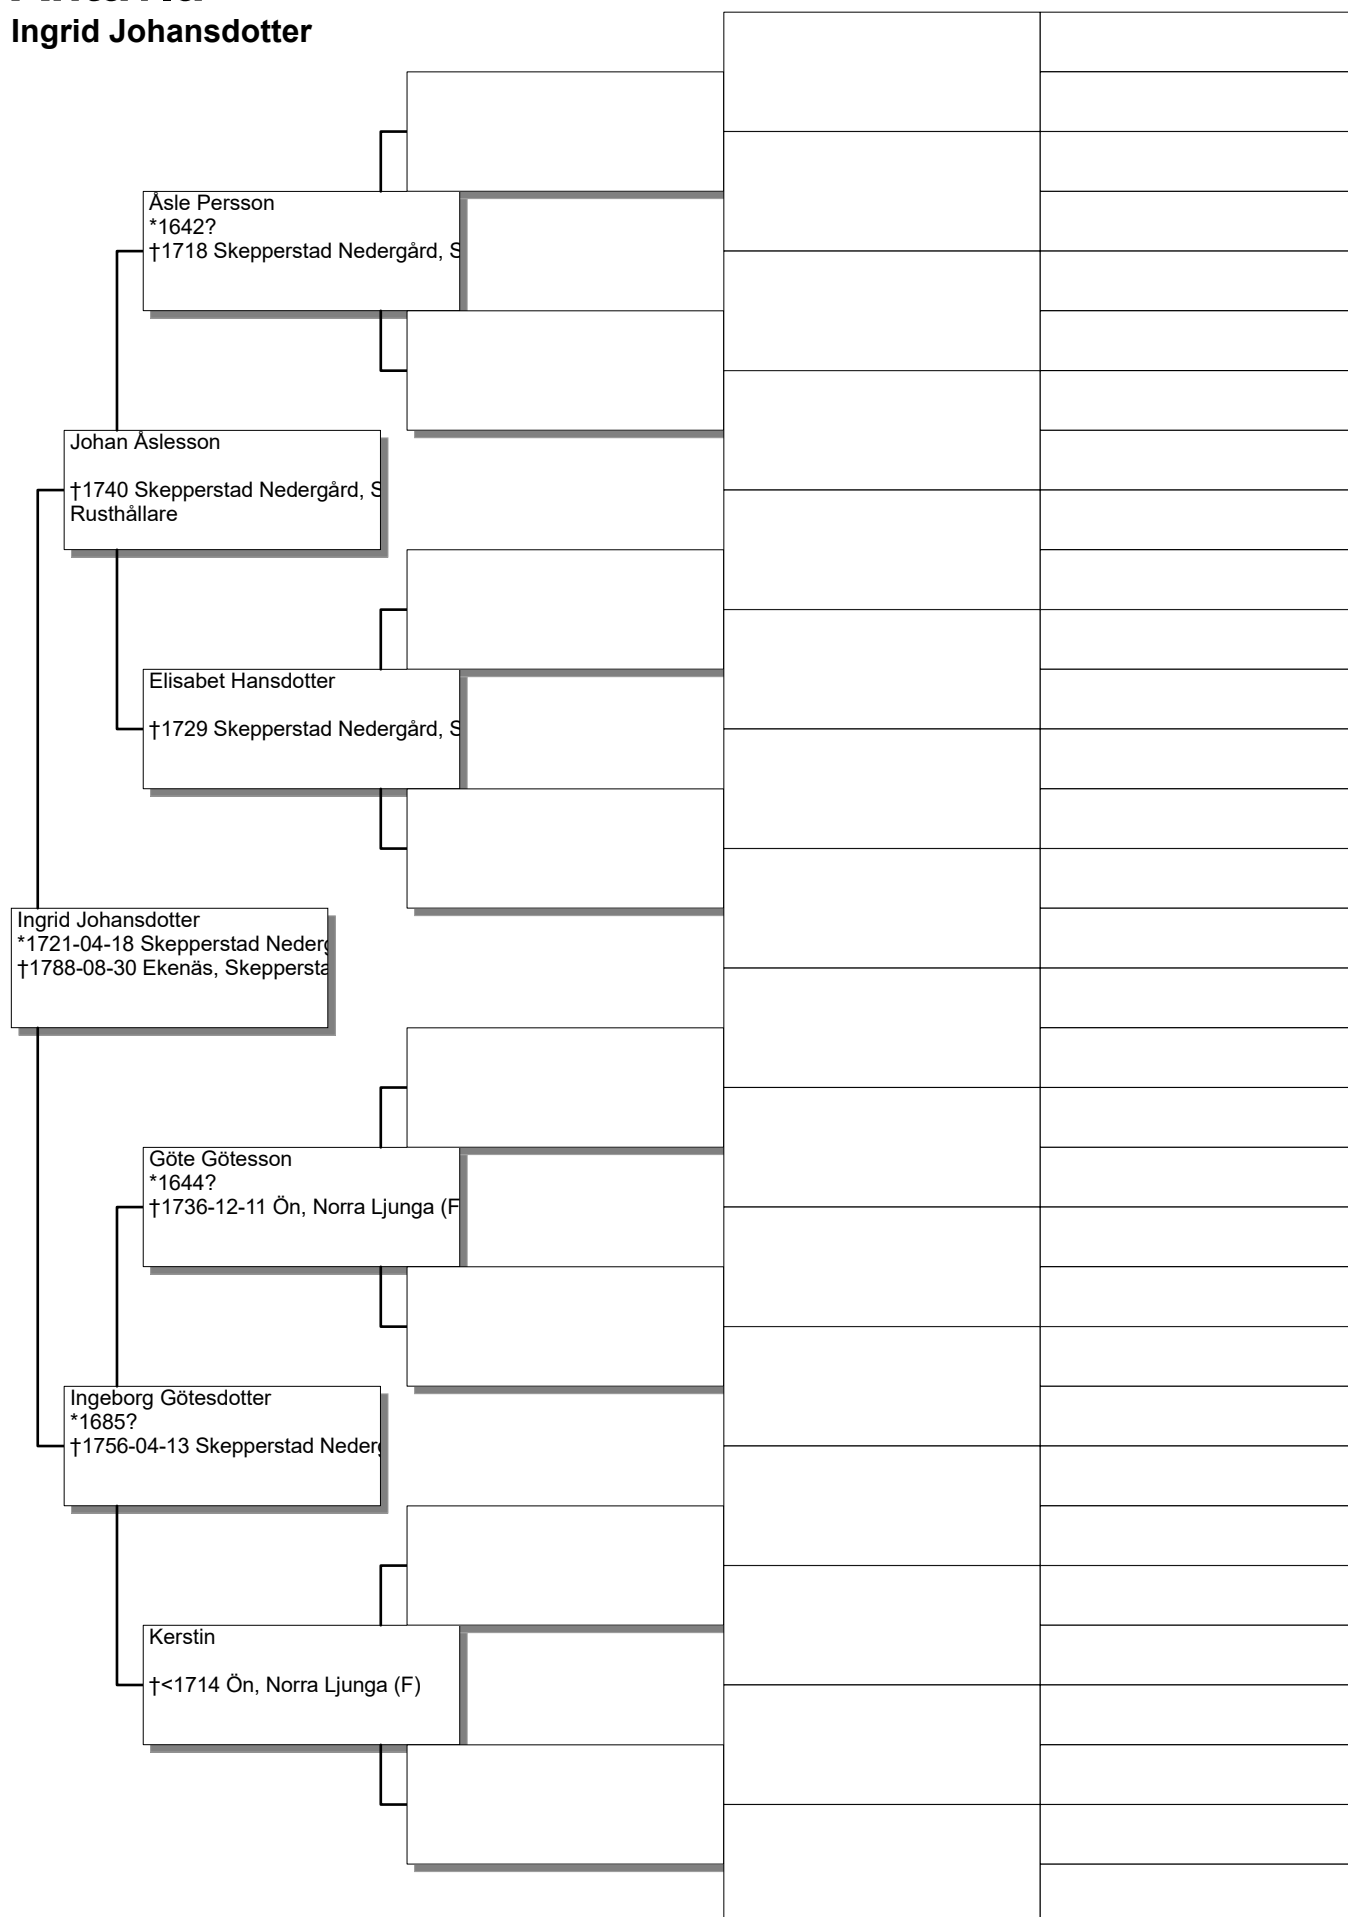 Ingrid Johansdotter
Åsle Persson
*1642?
†1718 Skepperstad Nedergård, S
Johan Åslesson
†1740 Skepperstad Nedergård, S
Rusthållare
Elisabet Hansdotter
†1729 Skepperstad Nedergård, S
Ingrid Johansdotter
*1721-04-18 Skepperstad Nederg
†1788-08-30 Ekenäs, Skeppersta
Göte Götesson
*1644?
†1736-12-11 Ön, Norra Ljunga (F
Ingeborg Götesdotter
*1685?
†1756-04-13 Skepperstad Nederg
Kerstin
†<1714 Ön, Norra Ljunga (F)